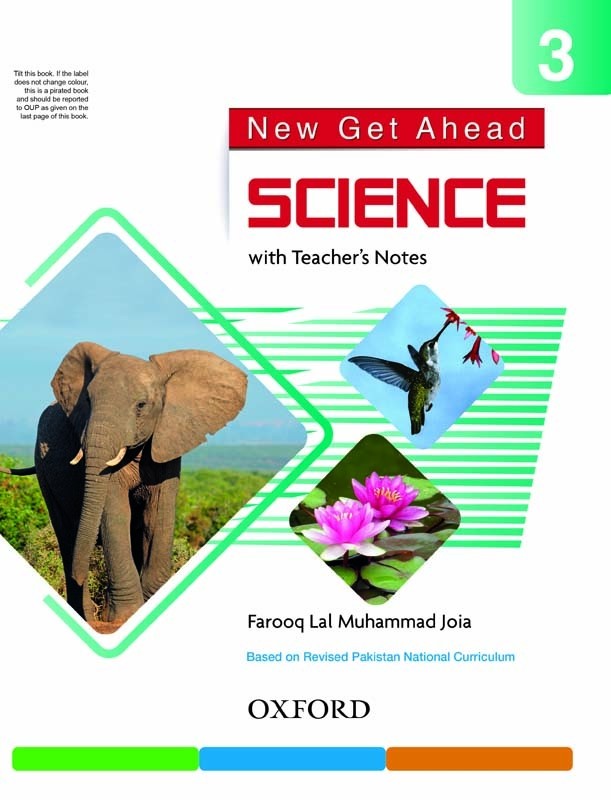 3
Tilt this book. If the label
does not change colour,
this is a pirated book
and should be reported
to OUP as given on the
last page of this book.
New Get Ahead
SCIENCE
with Teacher's Notes
Farooq Lal Muhammad Joia
Based on Revised Pakistan National Curriculum
OXFORD